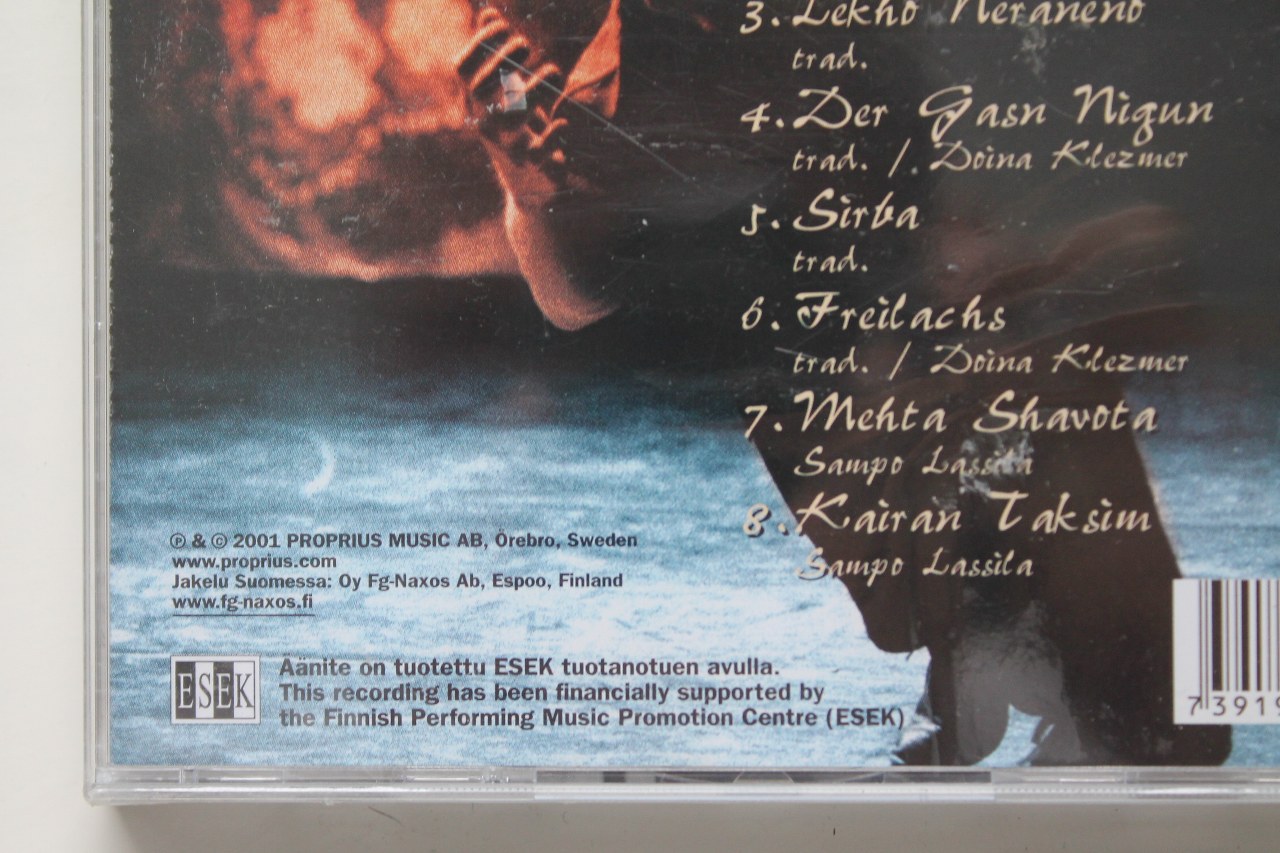 3. Lekho Neraneno
trad.
4. Der Gasn Nigun
trad. / Doina Klezmer
5. Sirba
trad.
6. Freilachs
trad. / Doina Klezmer
7. Mehta Shavota
Sampo Lassila
8. Kairan Taksim
Sampo Lassila
℗ & © 2001 PROPRIUS MUSIC AB, Örebro, Sweden
www.proprius.com
Jakelu Suomessa: Oy Fg-Naxos Ab, Espoo, Finland
www.fg-naxos.fi
ESEK
Äänite on tuotettu ESEK tuotanotuen avulla.
This recording has been financially supported by
the Finnish Performing Music Promotion Centre (ESEK)
7 3919